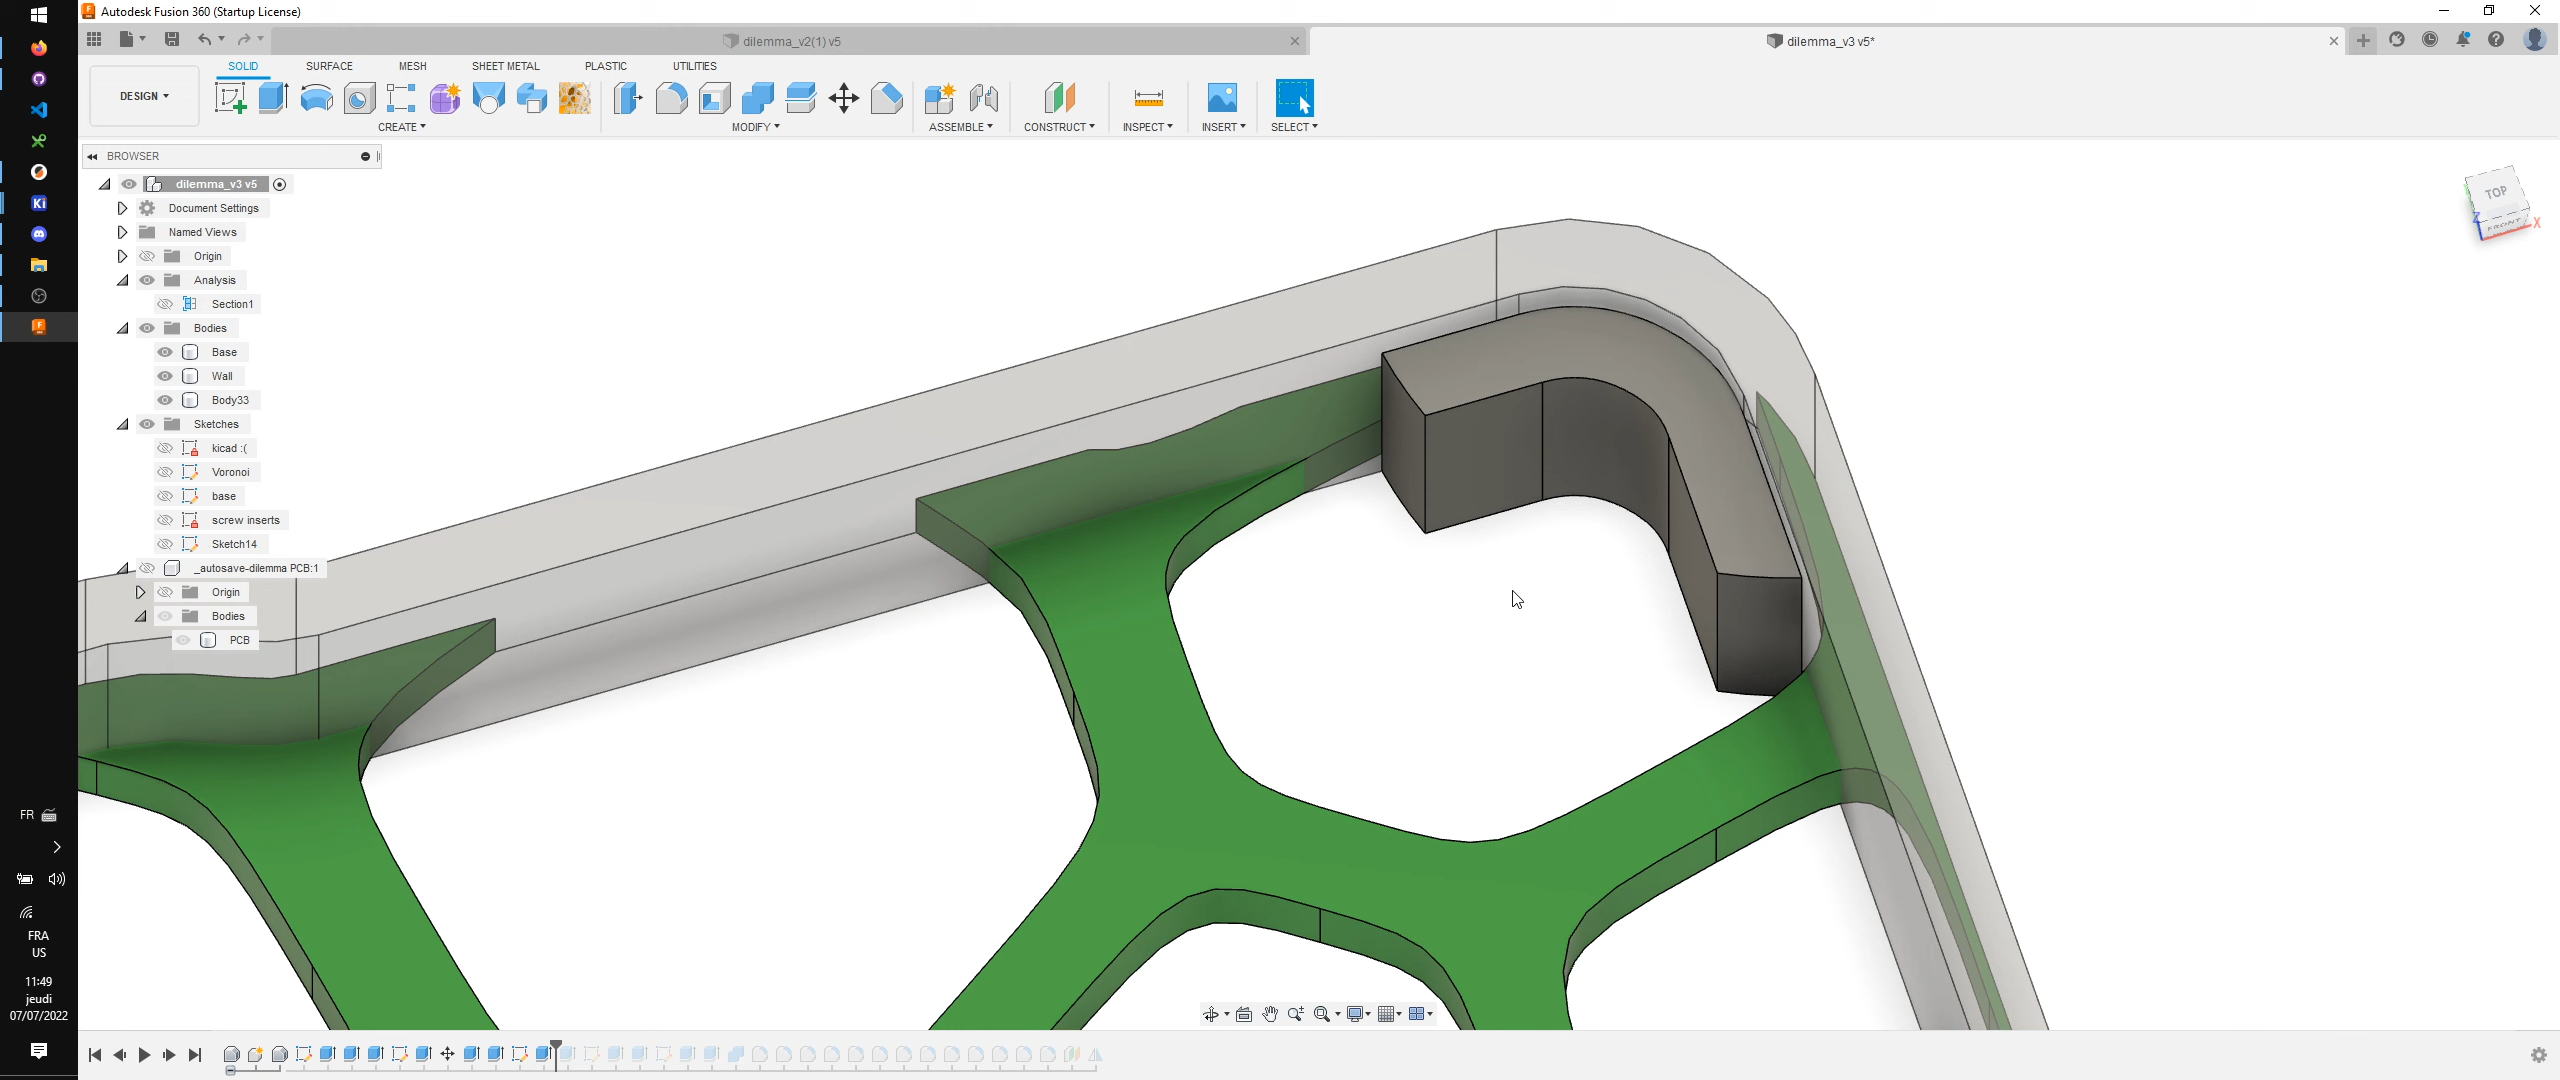 Autodesk Fusion 360 (Startup License)
dilemma_v2(1) v5
dilemma_v3 v5*
SOLID SURFACE MESH SHEET METAL PLASTIC UTILITIES
DESIGN
CREATE MODIFY ASSEMBLE CONSTRUCT INSPECT INSERT SELECT
BROWSER
dilemma_v3 v5
Document Settings
Named Views
Origin
Analysis
Section1
Bodies
Base
Wall
Body33
Sketches
kicad :(
Voronoi
base
screw inserts
Sketch14
_autosave-dilemma PCB:1
Origin
Bodies
PCB
TOP
FRONT
Z
X
Ki
FR
FRA
US
11:49
jeudi
07/07/2022